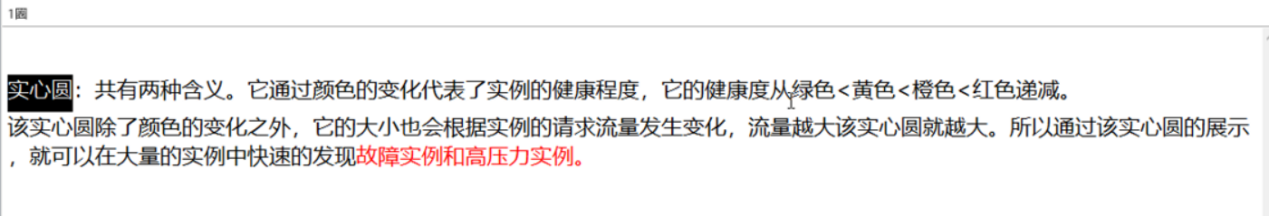 1圈
实心圆：共有两种含义。它通过颜色的变化代表了实例的健康程度，它的健康度从绿色<黄色<橙色<红色递减。
该实心圆除了颜色的变化之外，它的大小也会根据实例的请求流量发生变化，流量越大该实心圆就越大。所以通过该实心圆的展示
，就可以在大量的实例中快速的发现故障实例和高压力实例。